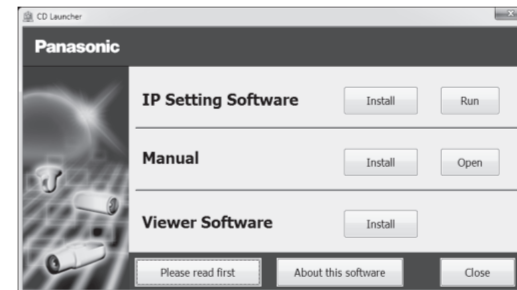 CD Launcher
Panasonic
IP Setting Software Install Run
Manual Install Open
Viewer Software Install
Please read first About this software Close